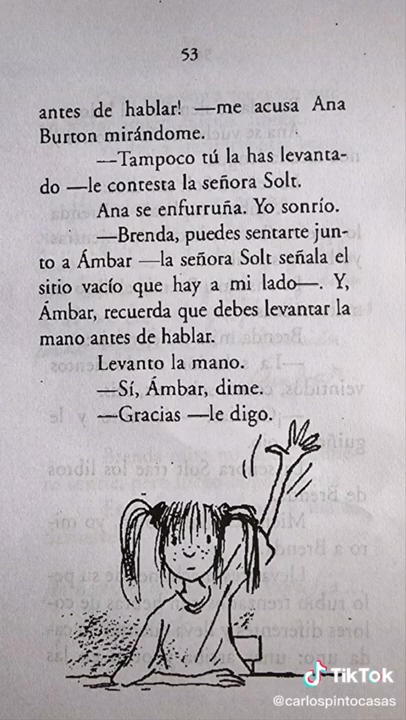 53
antes de hablar! —me acusa Ana
Burton mirándome.
—Tampoco tú la has levanta-
do —le contesta la señora Solt.
Ana se enfurruña. Yo sonrío.
—Brenda, puedes sentarte jun-
to a Ámbar —la señora Solt señala el
sitio vacío que hay a mi lado—. Y,
Ámbar, recuerda que debes levantar la
mano antes de hablar.
Levanto la mano.
—Sí, Ámbar, dime.
—Gracias —le digo.
TikTok
@carlospintocasas